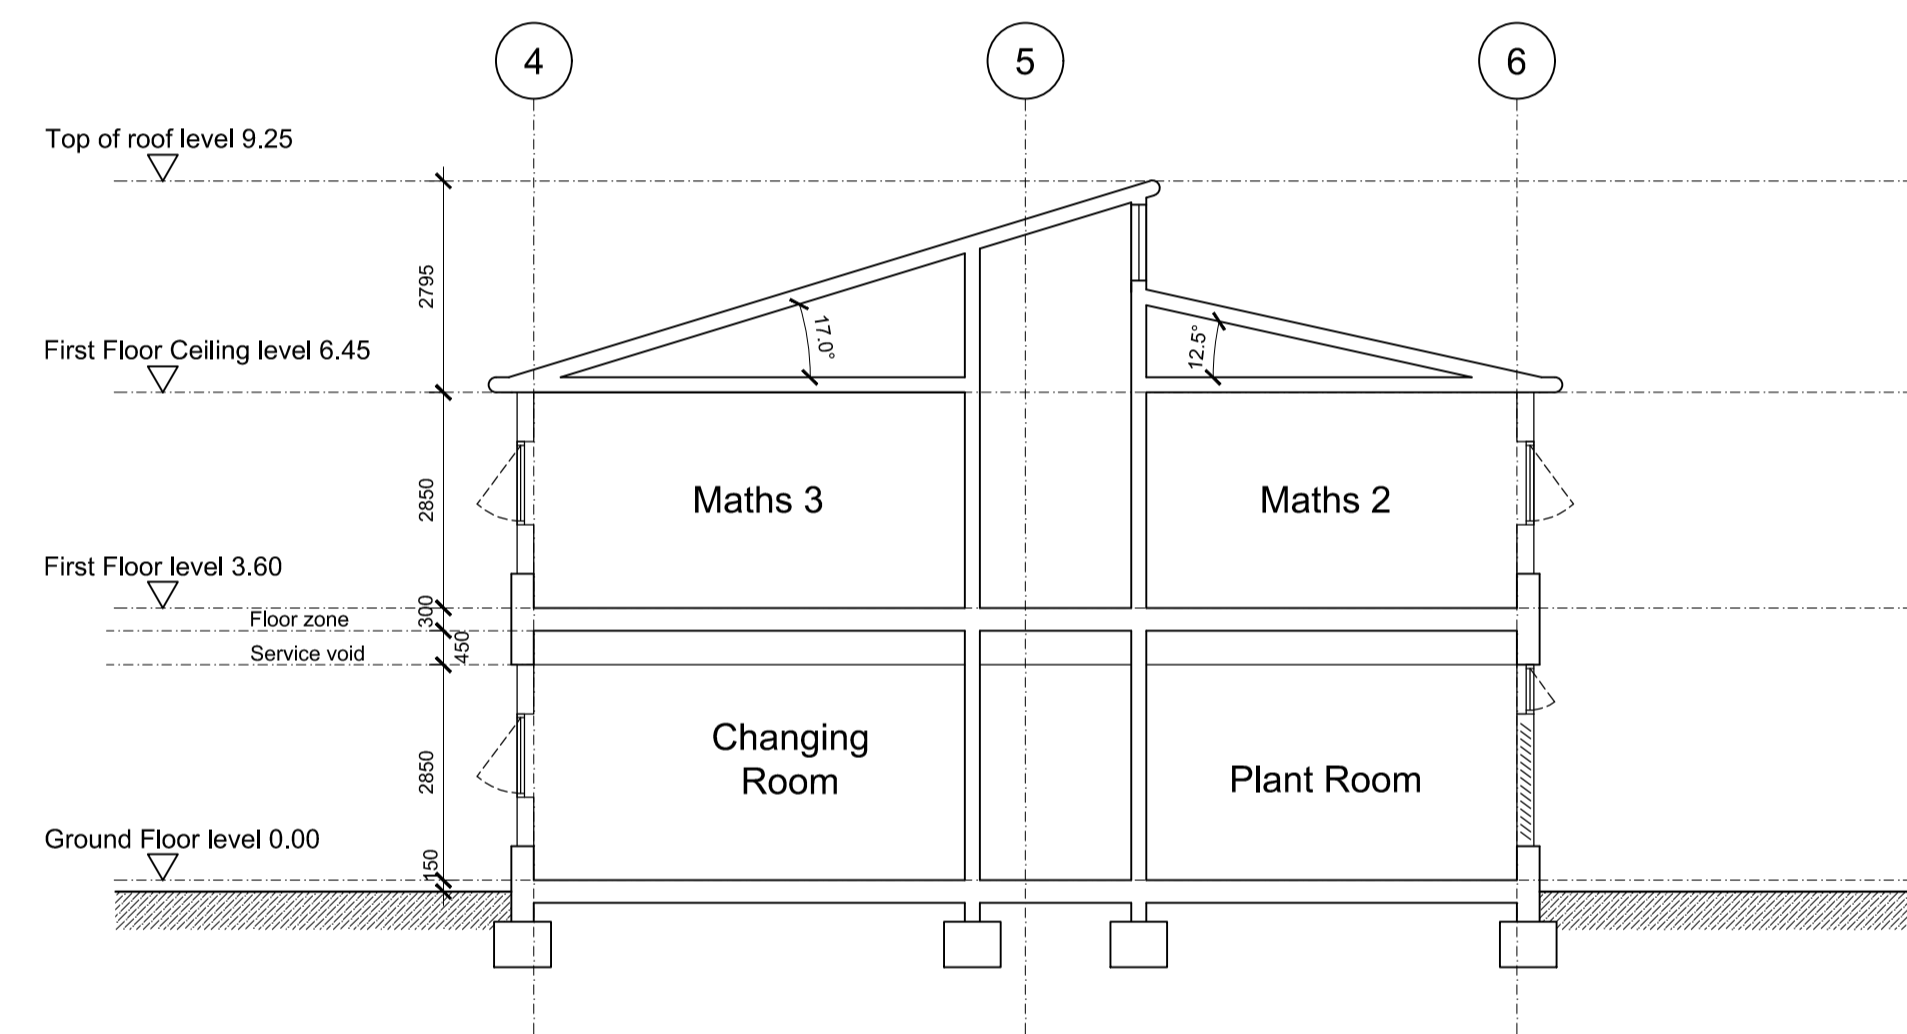 4
5
6
Top of roof level 9.25
2795
17.0°
12.5°
First Floor Ceiling level 6.45
2850
Maths 3
Maths 2
First Floor level 3.60
300
Floor zone
450
Service void
Changing
Room
2850
Plant Room
Ground Floor level 0.00
150